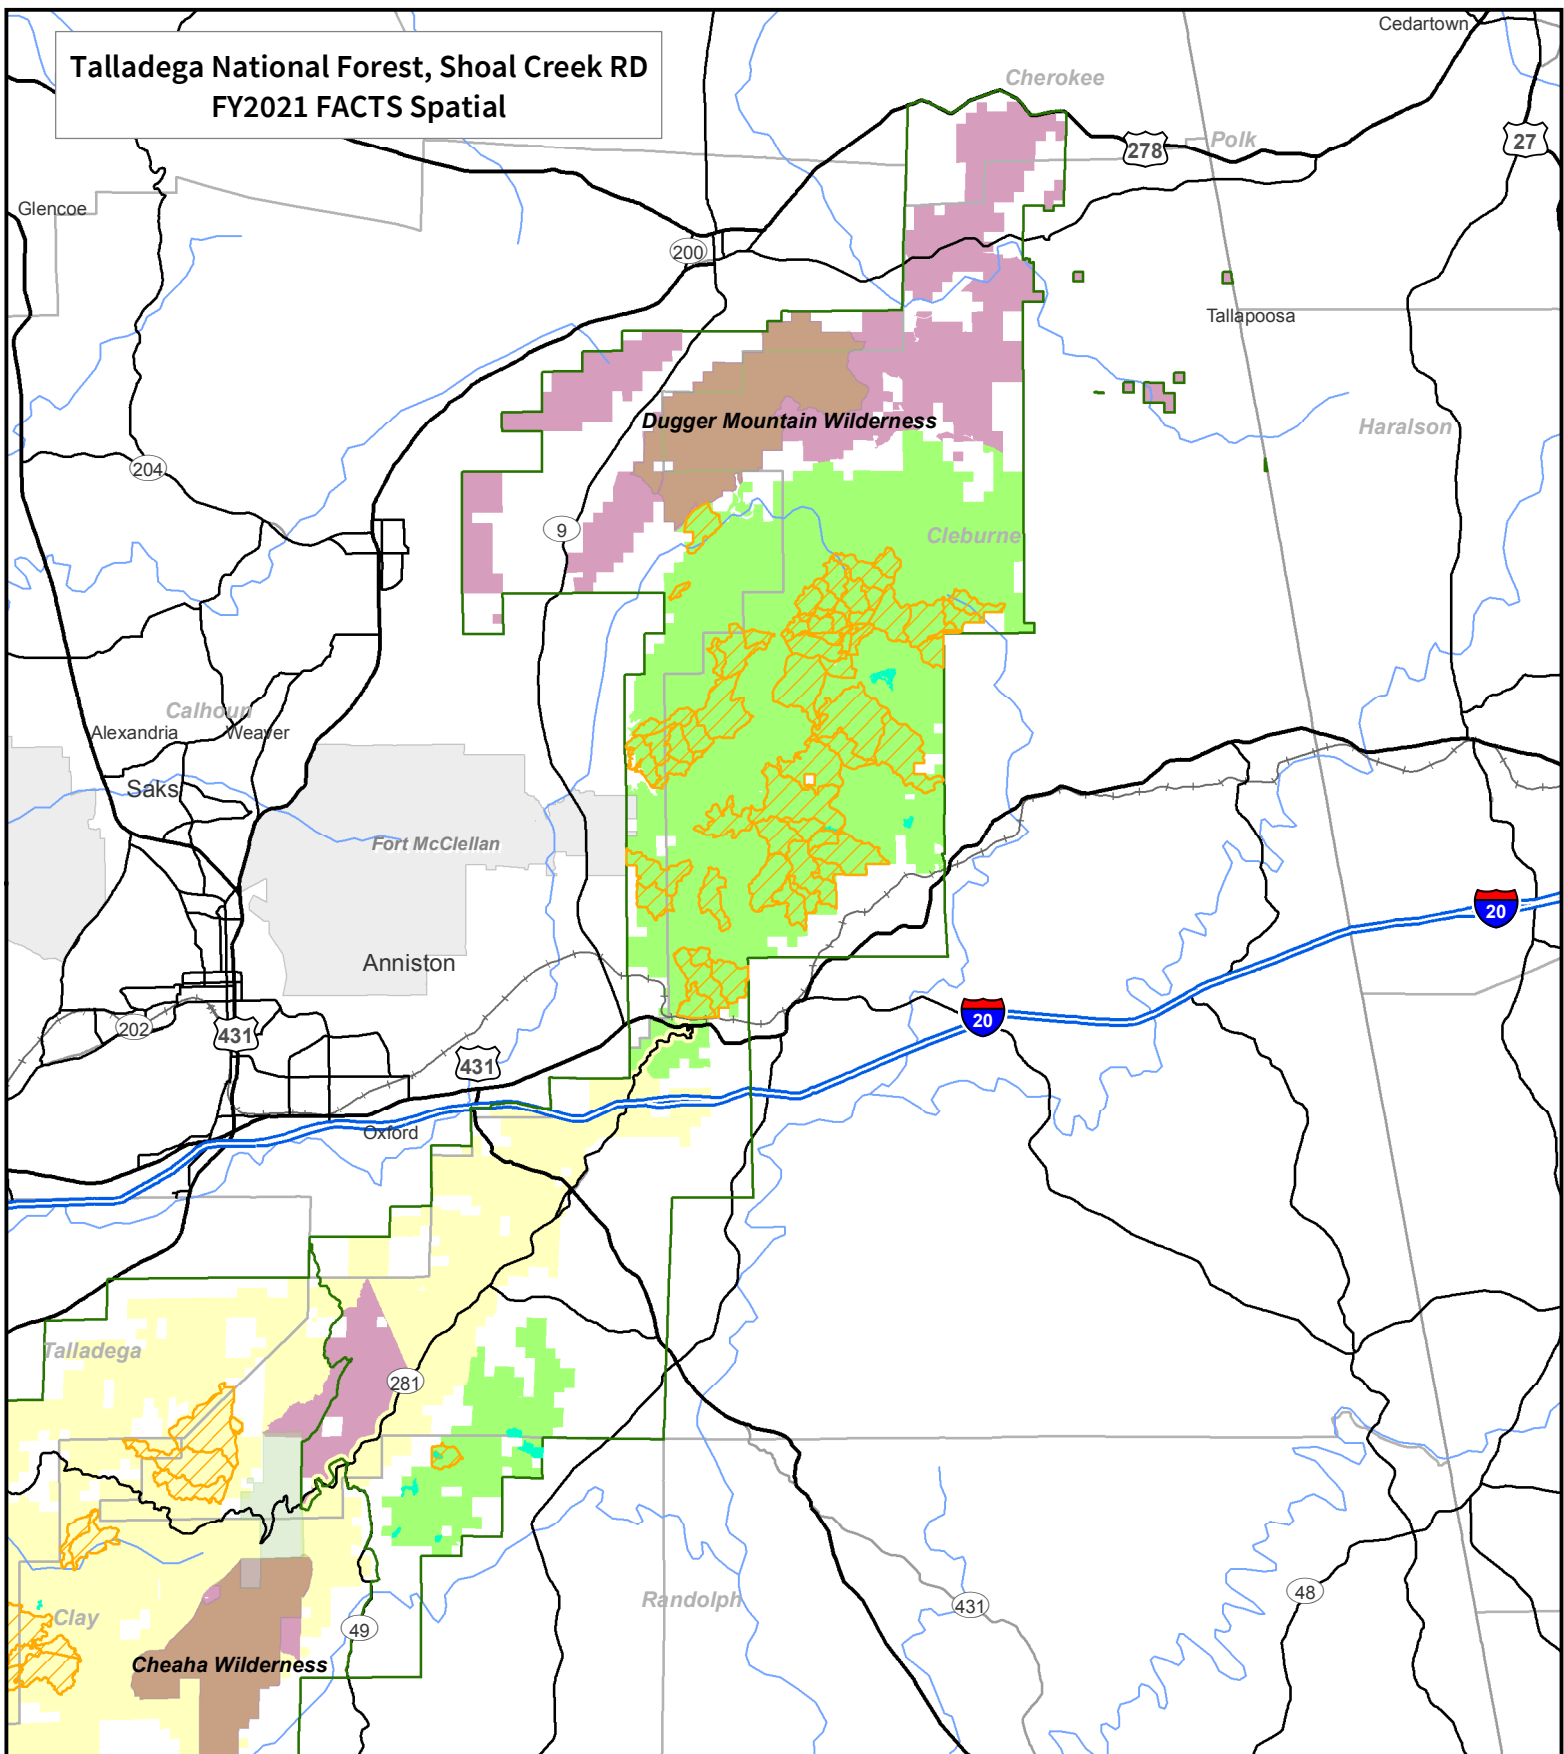 Talladega National Forest, Shoal Creek RD
FY2021 FACTS Spatial
Cedartown
Cherokee
Polk
278
27
Glencoe
200
Tallapoosa
Dugger Mountain Wilderness
Haralson
204
9
Cleburne
Calhoun
Alexandria
Weaver
Saks
Fort McClellan
20
Anniston
202
431
431
20
Oxford
Talladega
281
Randolph
431
48
Clay
49
Cheaha Wilderness